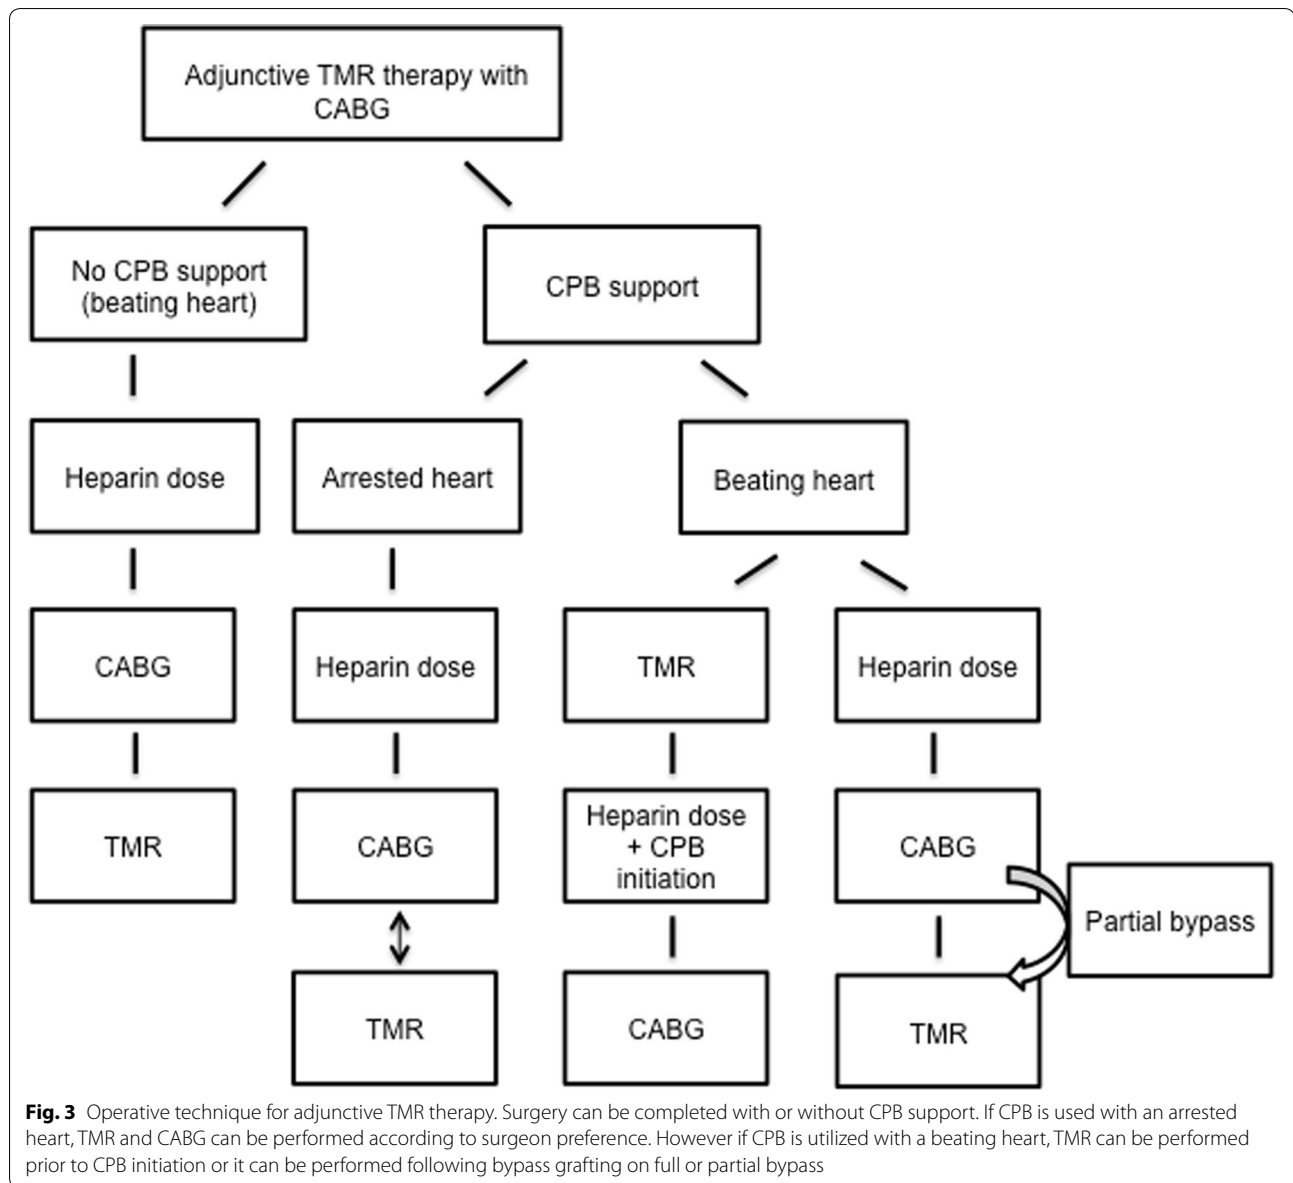 Adjunctive TMR therapy with
CABG
No CPB support
(beating heart)
CPB support
Heparin dose
Arrested heart
Beating heart
CABG
Heparin dose
TMR
Heparin dose
TMR
CABG
Heparin dose
+ CPB
initiation
CABG
Partial bypass
TMR
CABG
TMR
Fig. 3 Operative technique for adjunctive TMR therapy. Surgery can be completed with or without CPB support. If CPB is used with an arrested
heart, TMR and CABG can be performed according to surgeon preference. However if CPB is utilized with a beating heart, TMR can be performed
prior to CPB initiation or it can be performed following bypass grafting on full or partial bypass